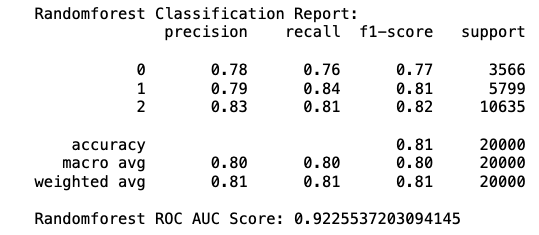 Randomforest Classification Report:
precision recall f1-score support
0 0.78 0.76 0.77 3566
1 0.79 0.84 0.81 5799
2 0.83 0.81 0.82 10635
accuracy 0.81 20000
macro avg 0.80 0.80 0.80 20000
weighted avg 0.81 0.81 0.81 20000
Randomforest ROC AUC Score: 0.9225537203094145